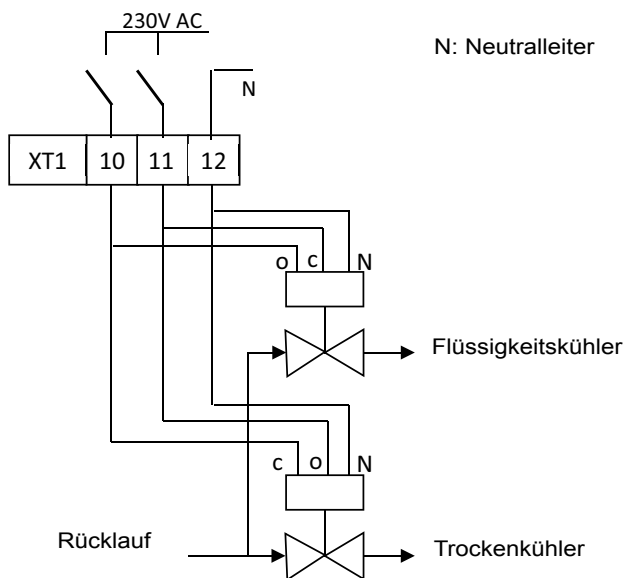 230V AC
N: Neutralleiter
N
XT1 10 11 12
o c N
Flüssigkeitskühler
c o N
Rücklauf
Trockenkühler